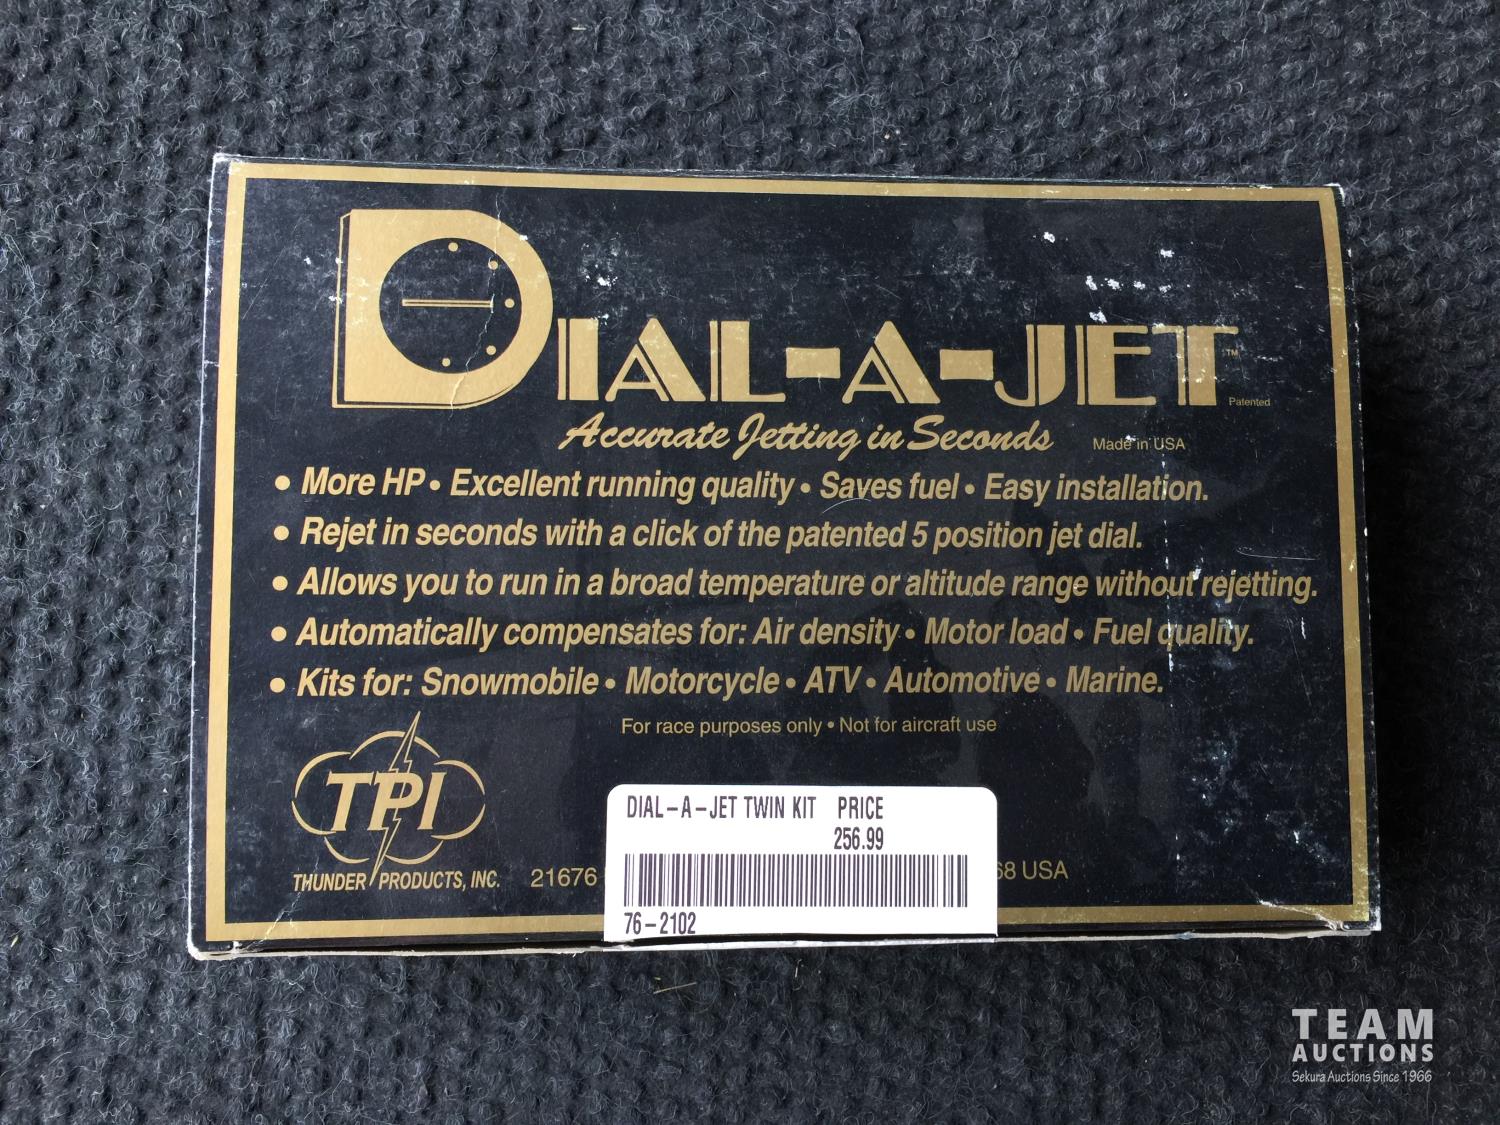 DIAL-A-JET™
Patented
Accurate Jetting in Seconds
Made in USA
• More HP • Excellent running quality • Saves fuel • Easy installation.
• Rejet in seconds with a click of the patented 5 position jet dial.
• Allows you to run in a broad temperature or altitude range without rejetting.
• Automatically compensates for: Air density • Motor load • Fuel quality.
• Kits for: Snowmobile • Motorcycle • ATV • Automotive • Marine.
For race purposes only • Not for aircraft use
TPI
THUNDER PRODUCTS, INC. 21676 68 USA
DIAL-A-JET TWIN KIT PRICE
256.99
76-2102
TEAM
AUCTIONS
Sekura Auctions Since 1966